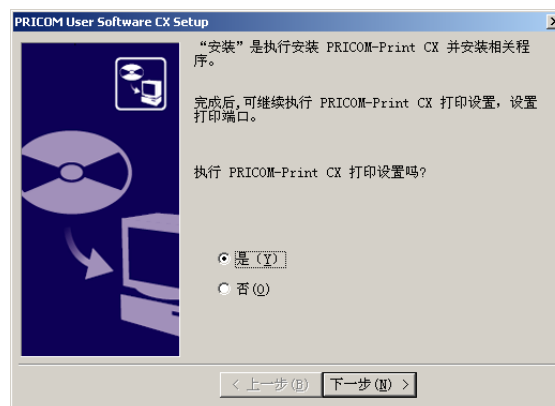 PRICOM User Software CX Setup
“安装”是执行安装 PRICOM-Print CX 并安装相关程
序。
完成后,可继续执行 PRICOM-Print CX 打印设置，设置
打印端口。
执行 PRICOM-Print CX 打印设置吗?
是(Y)
否(O)
< 上一步(B)
下一步(N) >